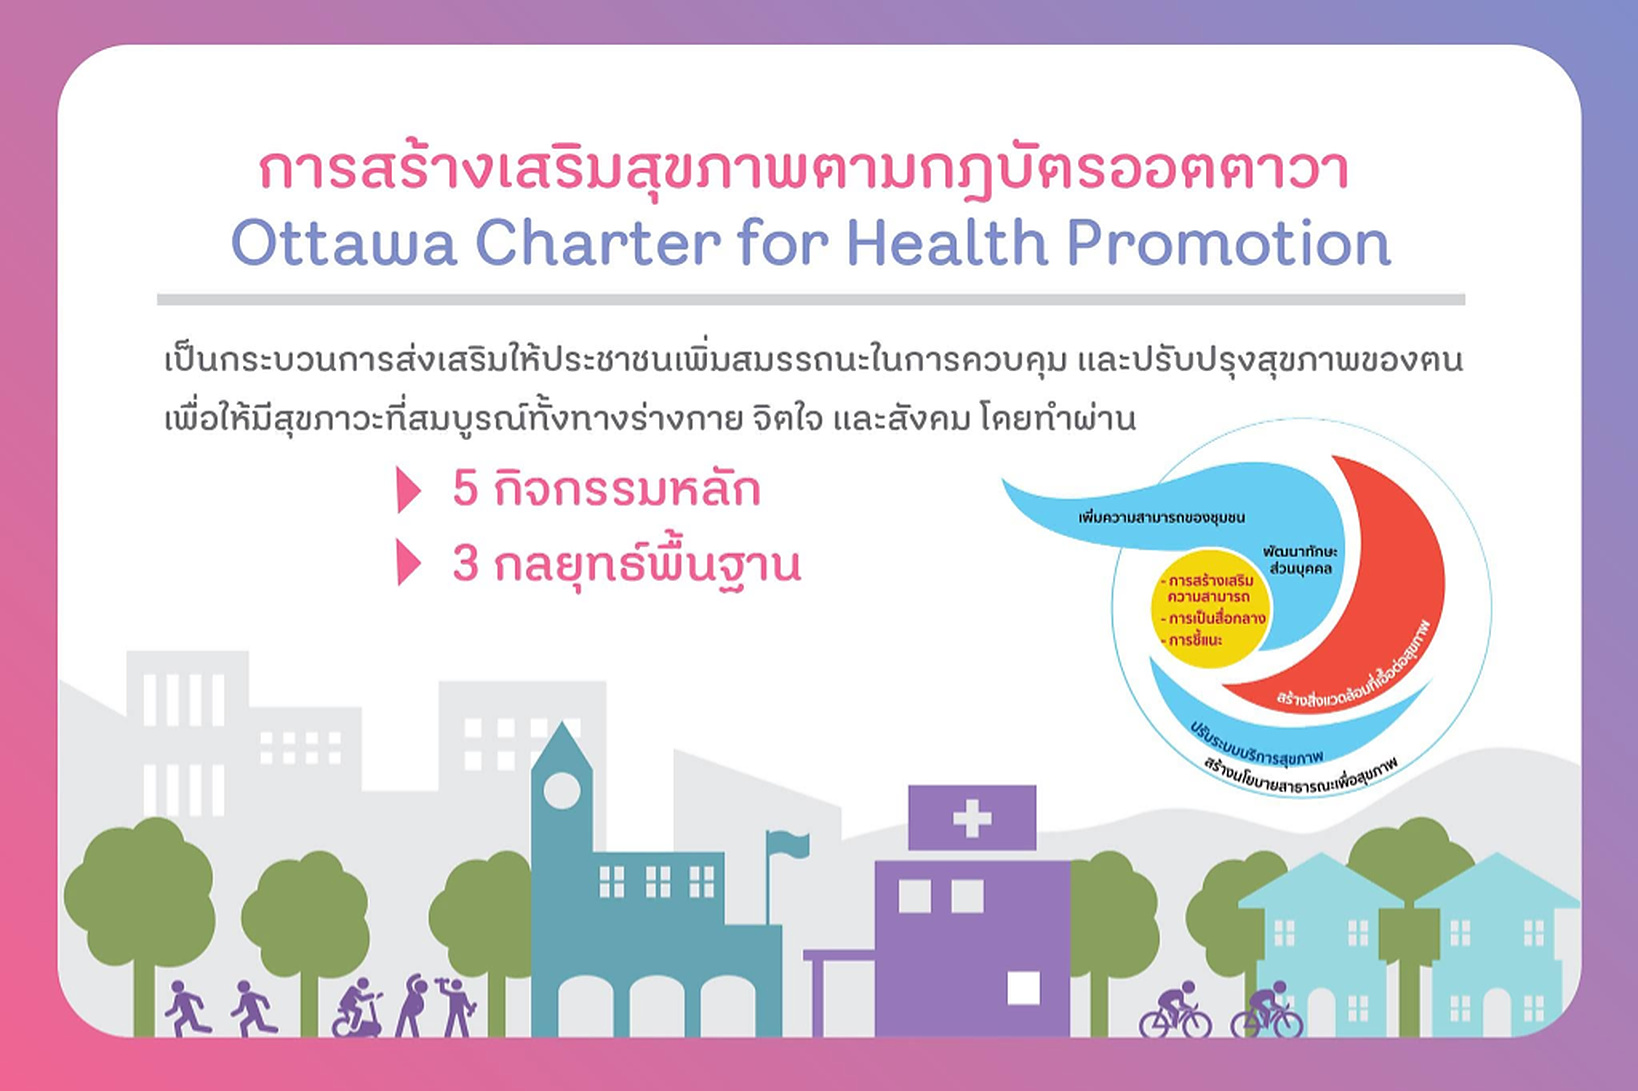 การสร้างเสริมสุขภาพตามกฎบัตรออตตาวา
Ottawa Charter for Health Promotion
เป็นกระบวนการส่งเสริมให้ประชาชนเพิ่มสมรรถนะในการควบคุม และปรับปรุงสุขภาพของตน
เพื่อให้มีสุขภาวะที่สมบูรณ์ทั้งทางร่างกาย จิตใจ และสังคม โดยทำผ่าน
5 กิจกรรมหลัก
3 กลยุทธ์พื้นฐาน
เพิ่มความสามารถของชุมชน
พัฒนาทักษะ
ส่วนบุคคล
- การสร้างเสริม
ความสามารถ
- การเป็นสื่อกลาง
- การชี้แนะ
สร้างสิ่งแวดล้อมที่เอื้อต่อสุขภาพ
ปรับระบบบริการสุขภาพ
สร้างนโยบายสาธารณะเพื่อสุขภาพ